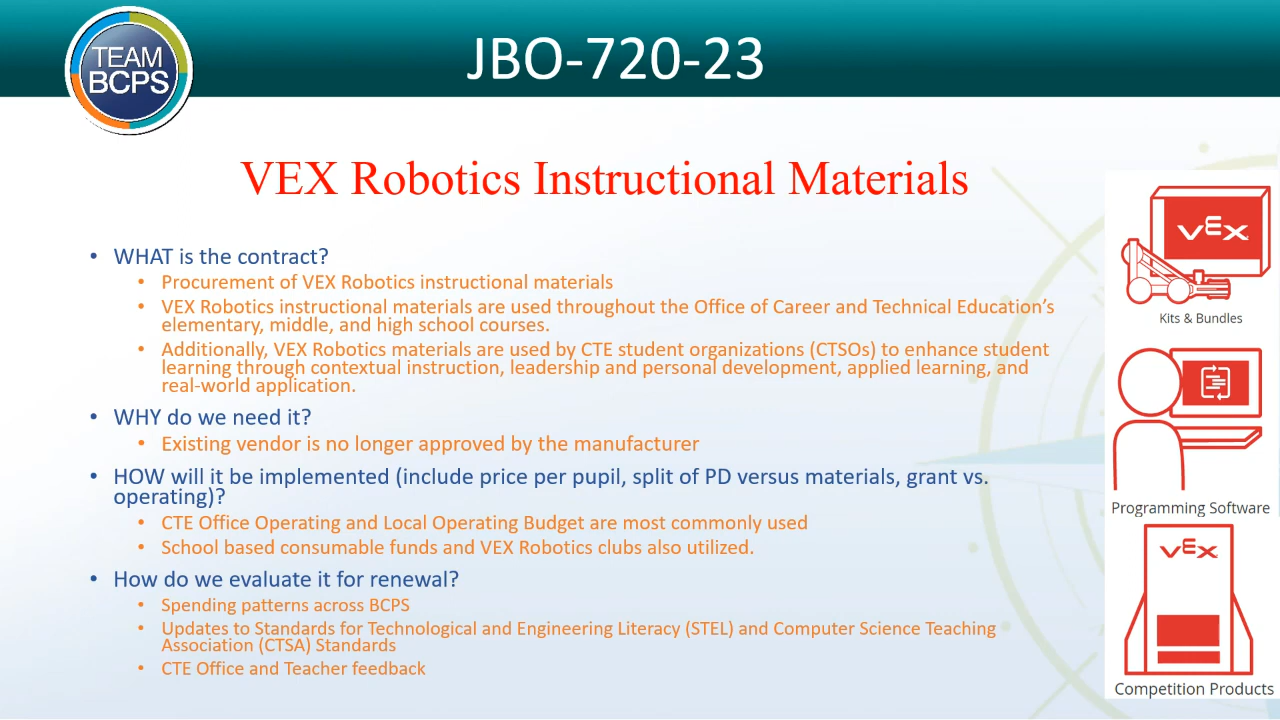 TEAM
BCPS
JBO-720-23
VEX Robotics Instructional Materials
• WHAT is the contract?
• Procurement of VEX Robotics instructional materials
• VEX Robotics instructional materials are used throughout the Office of Career and Technical Education's
elementary, middle, and high school courses.
• Additionally, VEX Robotics materials are used by CTE student organizations (CTSOs) to enhance student
learning through contextual instruction, leadership and personal development, applied learning, and
real-world application.
• WHY do we need it?
• Existing vendor is no longer approved by the manufacturer
• HOW will it be implemented (include price per pupil, split of PD versus materials, grant vs.
operating)?
• CTE Office Operating and Local Operating Budget are most commonly used
• School based consumable funds and VEX Robotics clubs also utilized.
• How do we evaluate it for renewal?
• Spending patterns across BCPS
• Updates to Standards for Technological and Engineering Literacy (STEL) and Computer Science Teaching
Association (CTSA) Standards
• CTE Office and Teacher feedback
VEX
Kits & Bundles
Programming Software
VEX
Competition Products